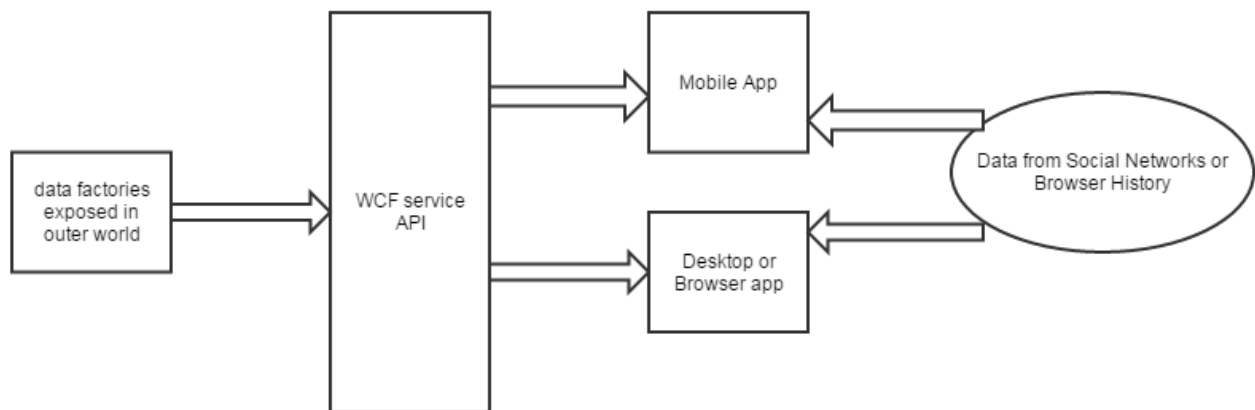 data factories
exposed in
outer world
WCF service
API
Mobile App
Desktop or
Browser app
Data from Social Networks or
Browser History